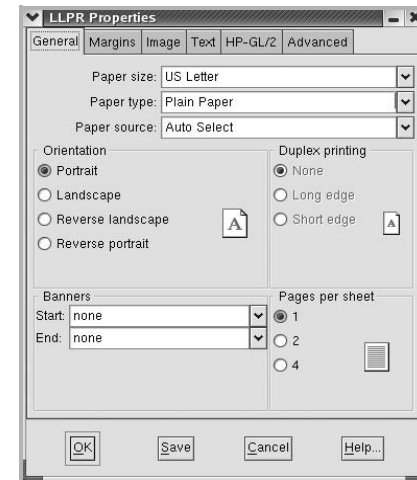 LLPR Properties
General Margins Image Text HP-GL/2 Advanced
Paper size: US Letter
Paper type: Plain Paper
Paper source: Auto Select
Orientation
Portrait
Landscape
Reverse landscape
Reverse portrait
A
Duplex printing
None
Long edge
Short edge
A
Banners
Start: none
End: none
Pages per sheet
1
2
4
OK Save Cancel Help...